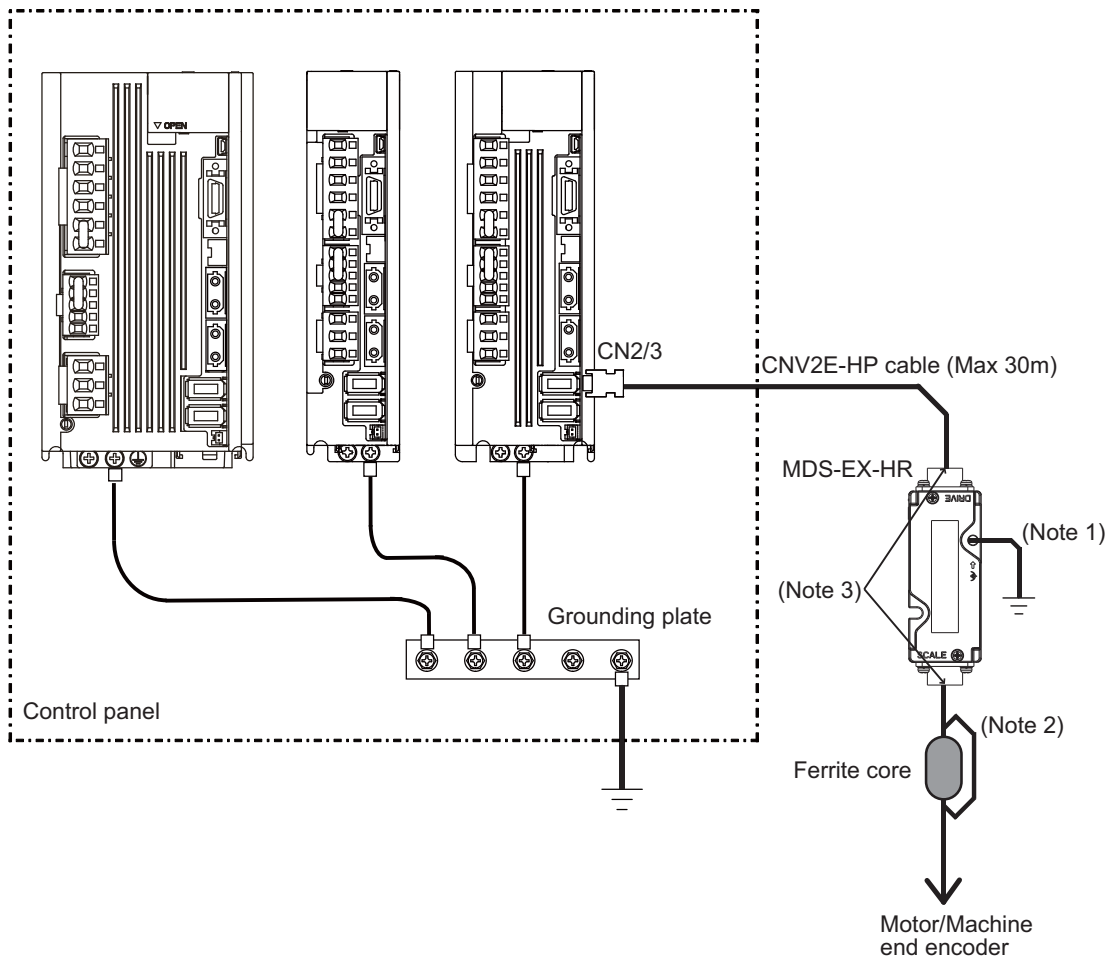 ▽ OPEN
CN2/3
CNV2E-HP cable (Max 30m)
MDS-EX-HR
DRIVE
(Note 1)
(Note 3)
Grounding plate
SCALE
Control panel
(Note 2)
Ferrite core
Motor/Machine
end encoder